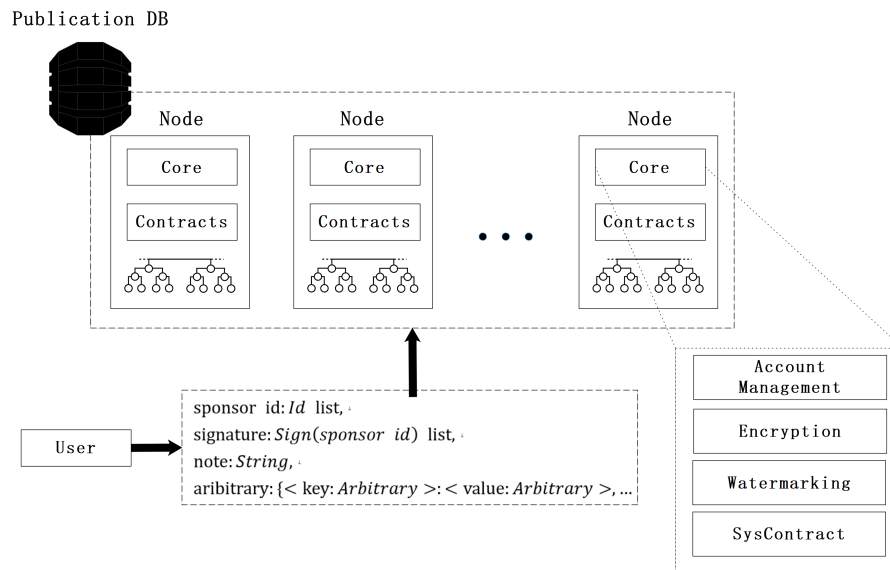 Publication DB
Node
Node
Node
Core
Core
Core
Contracts
Contracts
Contracts
User
sponsor id: Id list,
signature: Sign(sponsor id) list,
note: String,
aribitrary: {< key: Arbitrary >: < value: Arbitrary >, ...
Account
Management
Encryption
Watermarking
SysContract